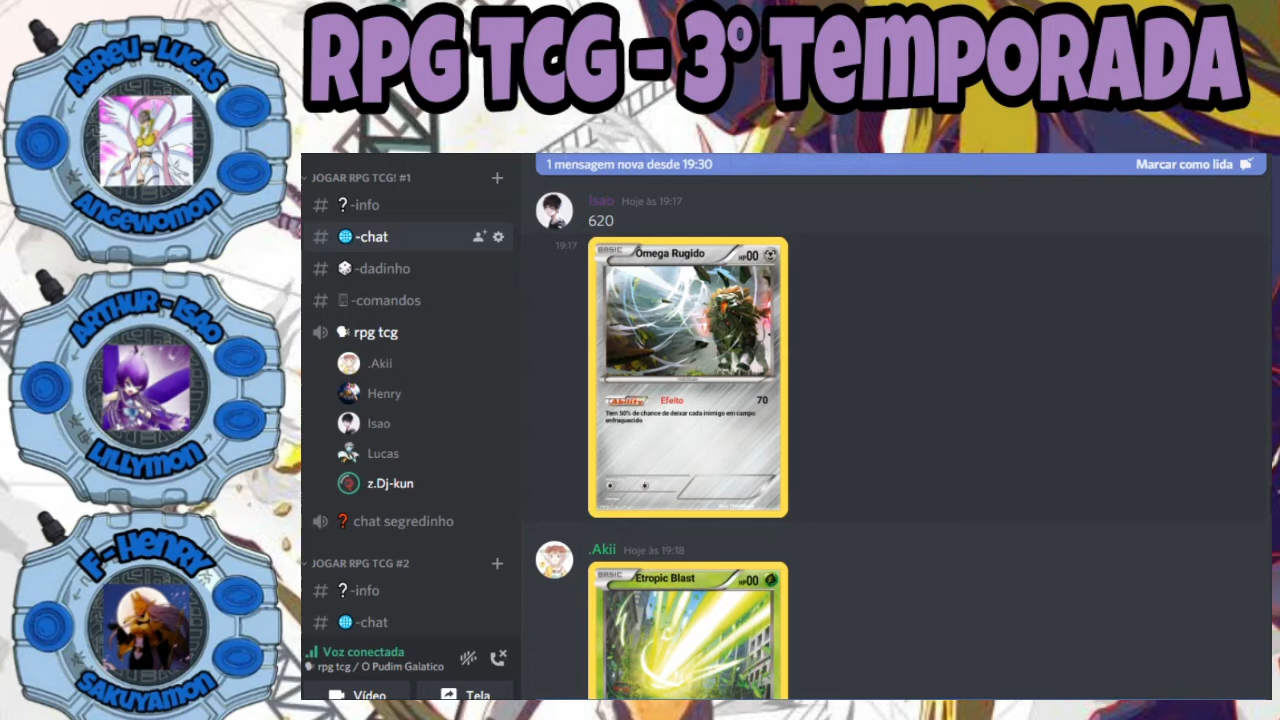 RPG TCG - 3º TEMPORADA
ABREU - LUCAS
ANGEWOMON
ARTHUR - ISAO
LILLYMON
F - HENRY
SAKUYAMON
JOGAR RPG TCG! #1
?-info
-chat
-dadinho
-comandos
rpg tcg
.Akii
Henry
Isao
Lucas
z.Dj-kun
? chat segredinho
JOGAR RPG TCG #2
?-info
-chat
Voz conectada
rpg tcg / O Pudim Galatico
Vídeo
Tela
1 mensagem nova desde 19:30
Marcar como lida
Isao Hoje às 19:17
620
19:17
BASIC Ômega Rugido HP00
Ability Efeito 70
Tem 50% de chance de deixar cada inimigo em campo
enfraquecido
.Akii Hoje às 19:18
BASIC Etropic Blast HP00